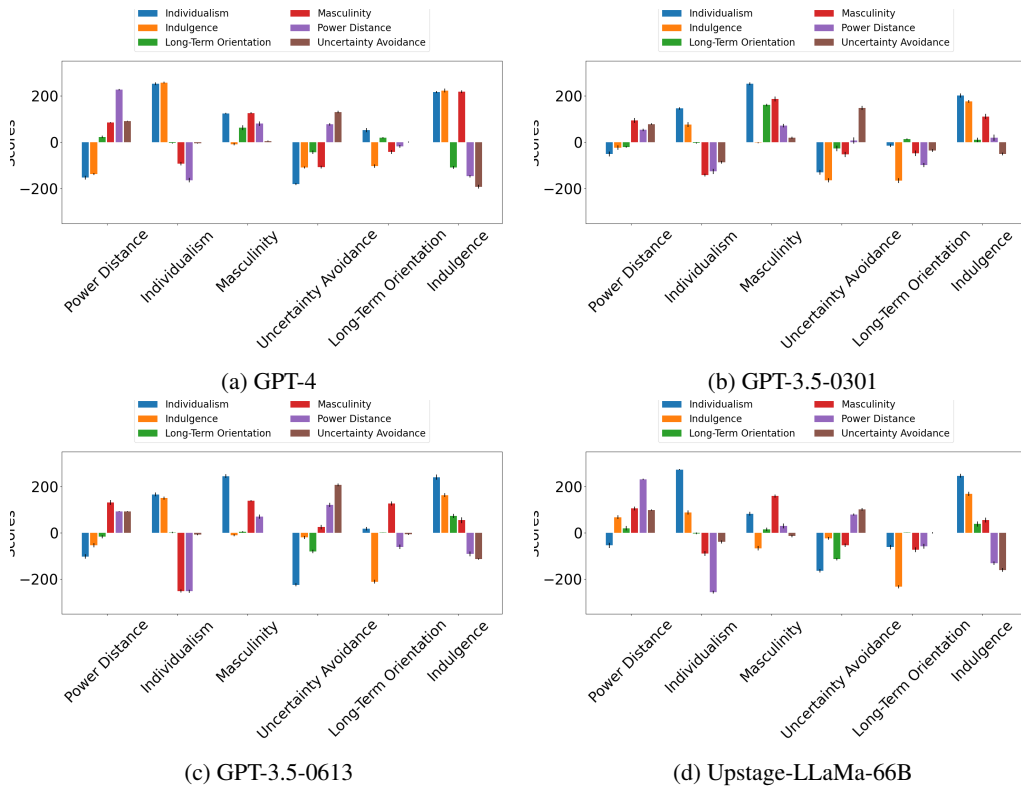 Individualism
Indulgence
Long-Term Orientation
Masculinity
Power Distance
Uncertainty Avoidance
Scores
200
0
−200
Power Distance
Individualism
Masculinity
Uncertainty Avoidance
Long-Term Orientation
Indulgence
(a) GPT-4
Individualism
Indulgence
Long-Term Orientation
Masculinity
Power Distance
Uncertainty Avoidance
Scores
200
0
−200
Power Distance
Individualism
Masculinity
Uncertainty Avoidance
Long-Term Orientation
Indulgence
(b) GPT-3.5-0301
Individualism
Indulgence
Long-Term Orientation
Masculinity
Power Distance
Uncertainty Avoidance
Scores
200
0
−200
Power Distance
Individualism
Masculinity
Uncertainty Avoidance
Long-Term Orientation
Indulgence
(c) GPT-3.5-0613
Individualism
Indulgence
Long-Term Orientation
Masculinity
Power Distance
Uncertainty Avoidance
Scores
200
0
−200
Power Distance
Individualism
Masculinity
Uncertainty Avoidance
Long-Term Orientation
Indulgence
(d) Upstage-LLaMa-66B